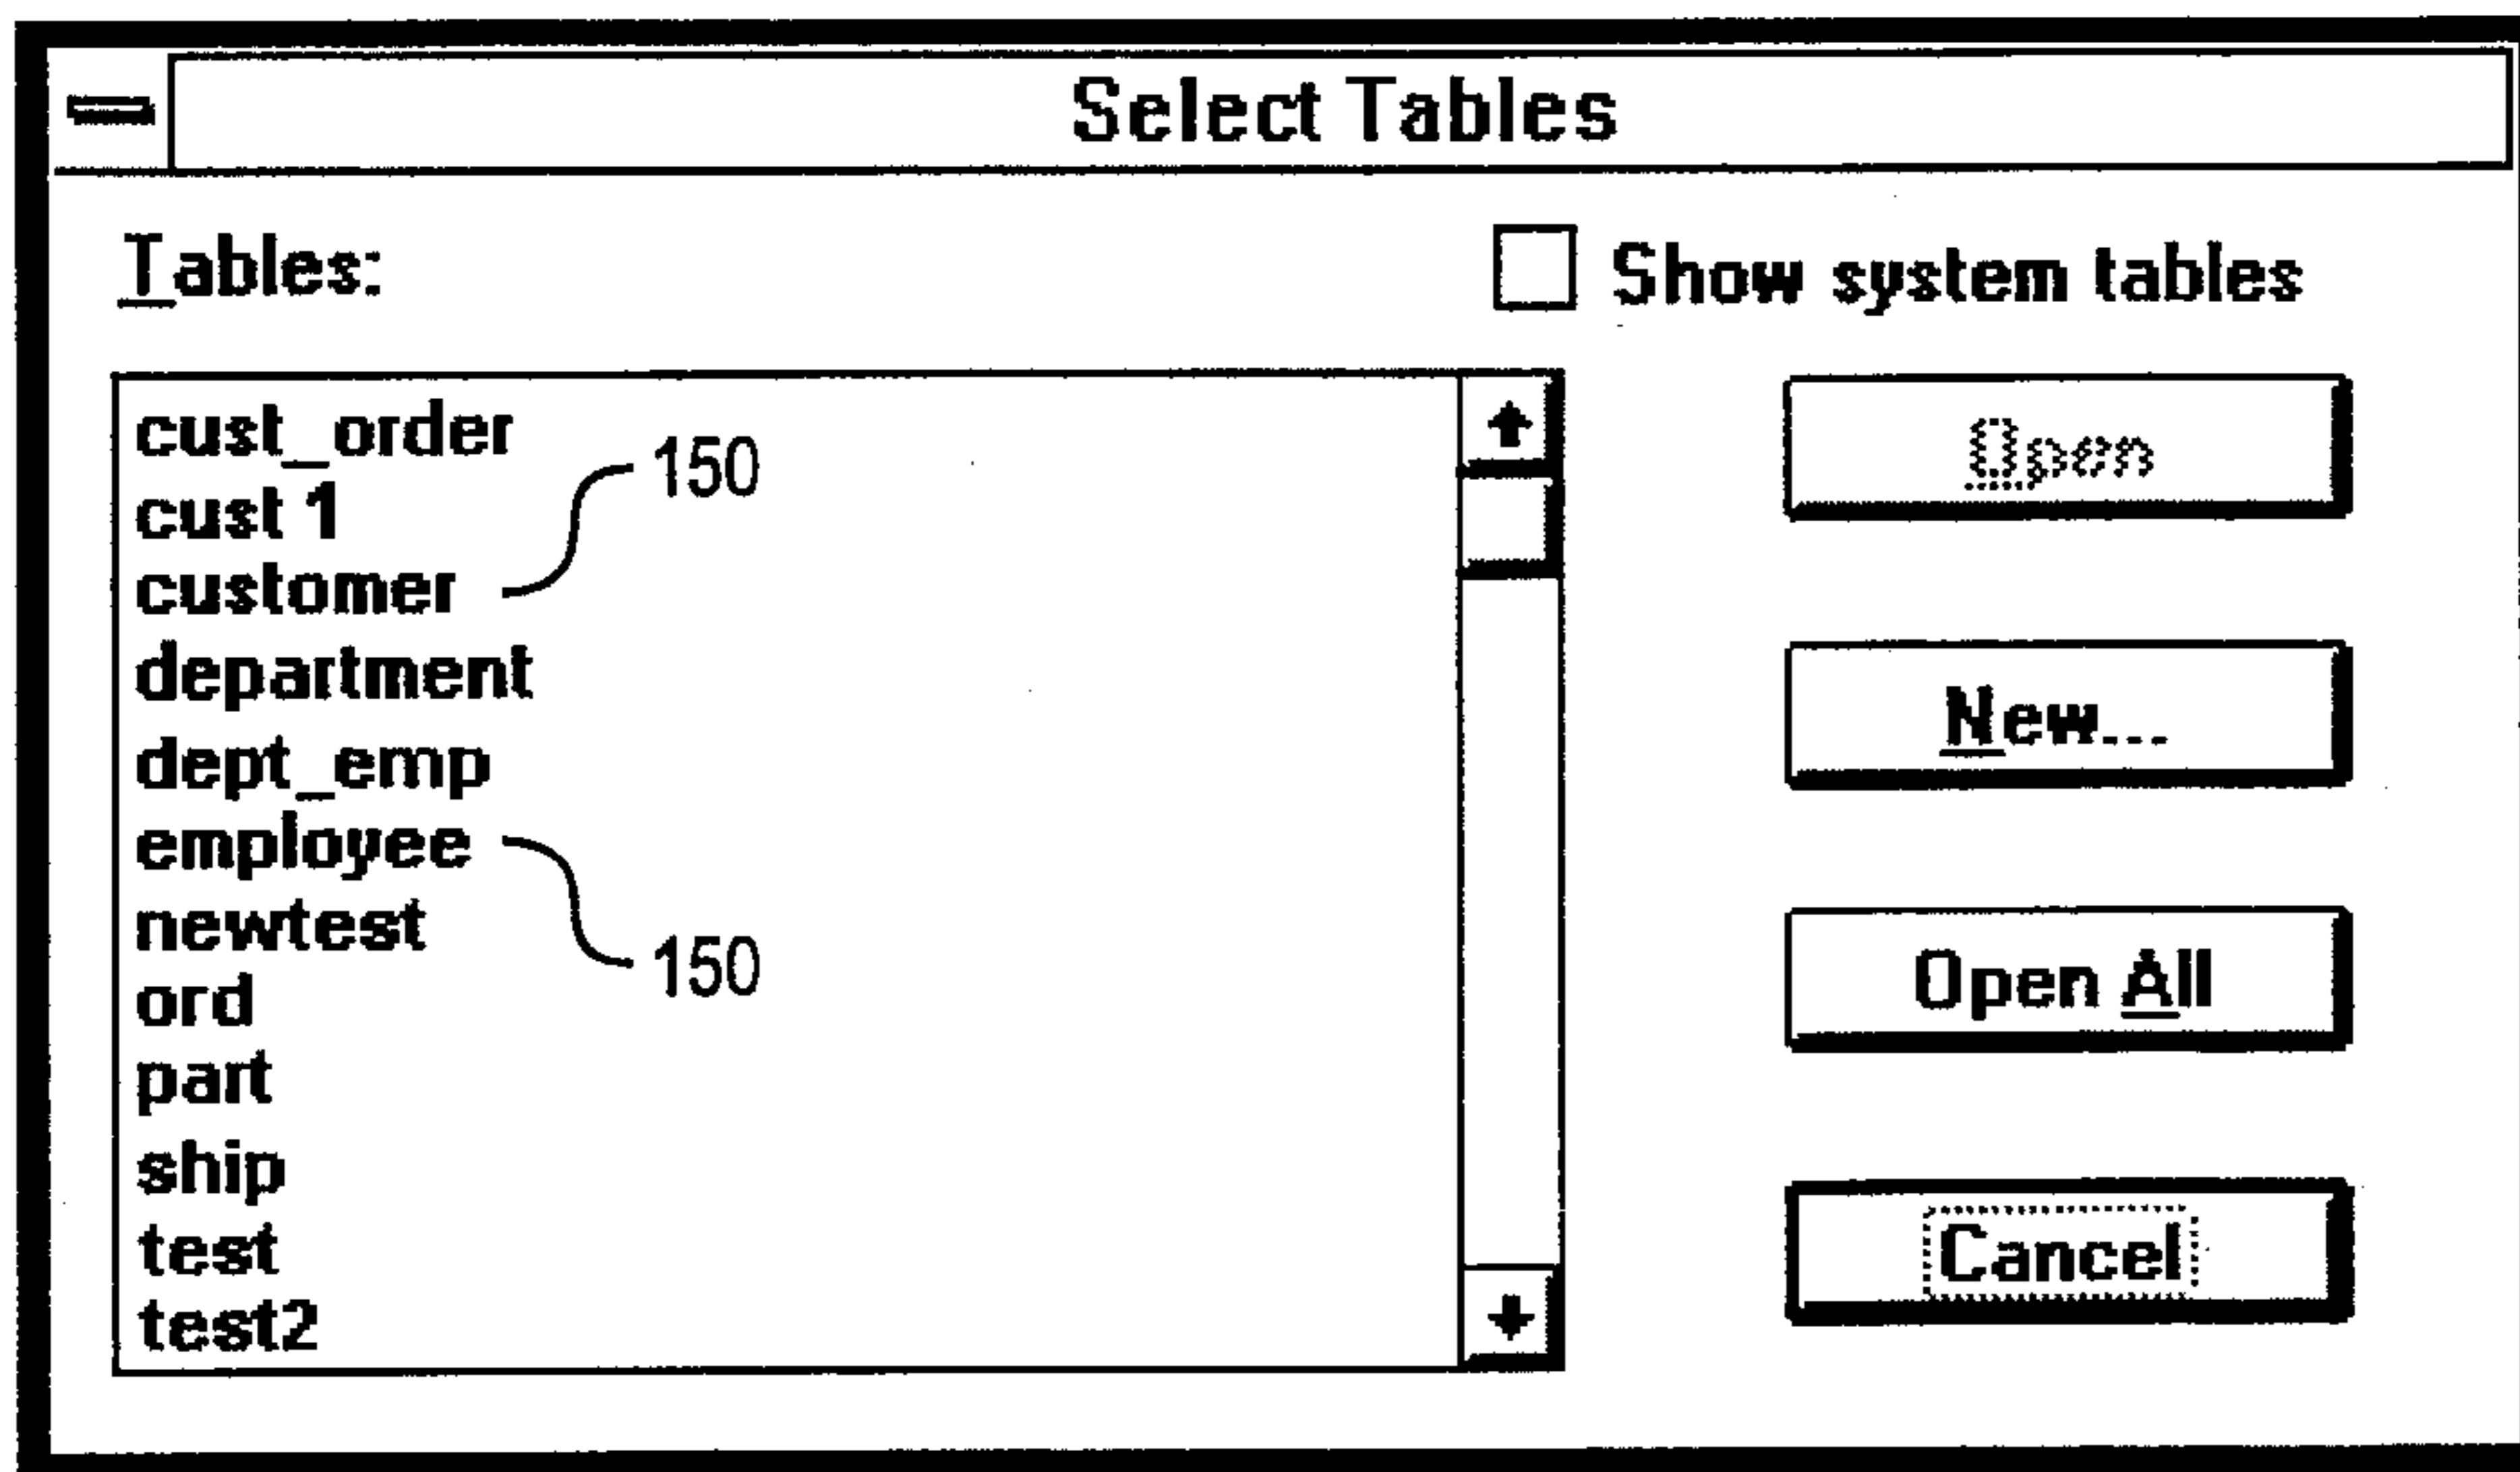 Select Tables
Tables:
Show system tables
cust_order
150
cust 1
customer
department
dept_emp
employee
newtest
150
ord
part
ship
test
test2
Open
New...
Open All
Cancel